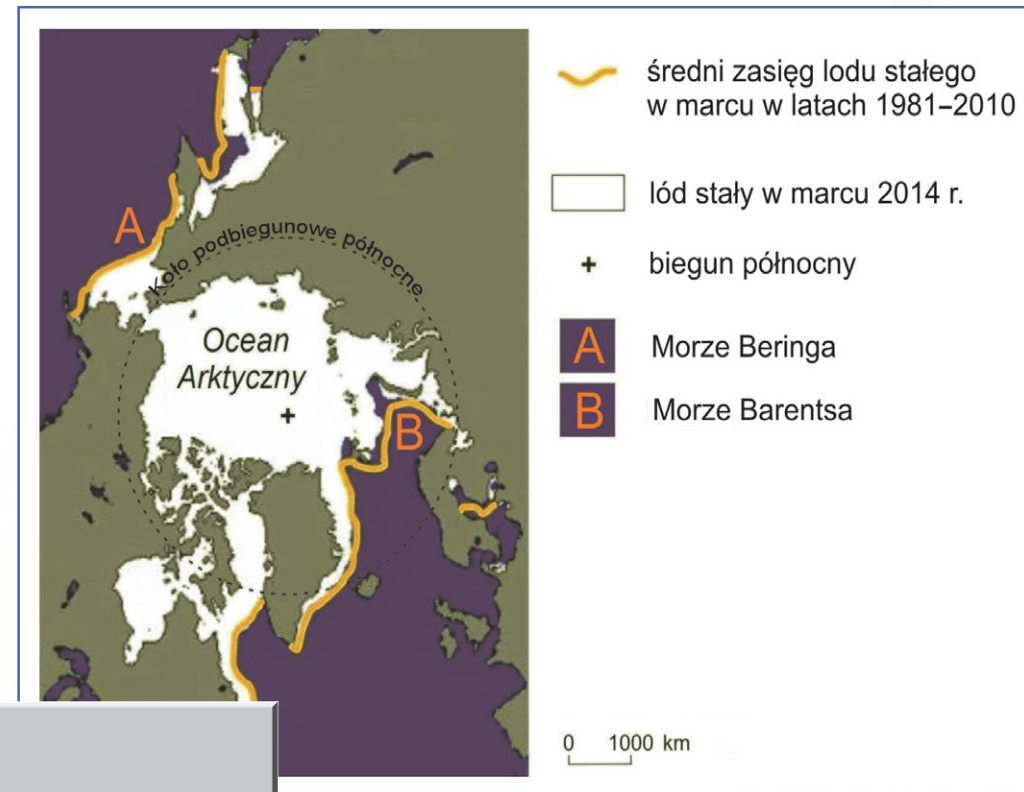 średni zasięg lodu stałego
w marcu w latach 1981–2010
lód stały w marcu 2014 r.
biegun północny
A Morze Beringa
B Morze Barentsa
A
Koło podbiegunowe północne
Ocean
Arktyczny
B
0 1000 km